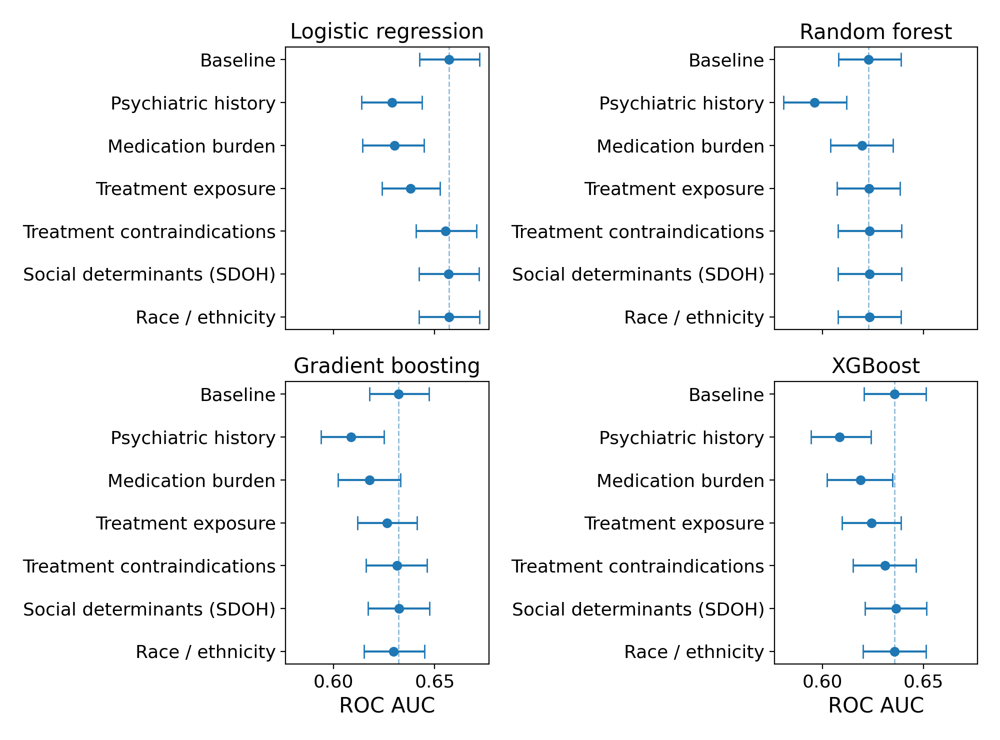 Logistic regression
Baseline
Psychiatric history
Medication burden
Treatment exposure
Treatment contraindications
Social determinants (SDOH)
Race / ethnicity
Random forest
Baseline
Psychiatric history
Medication burden
Treatment exposure
Treatment contraindications
Social determinants (SDOH)
Race / ethnicity
Gradient boosting
Baseline
Psychiatric history
Medication burden
Treatment exposure
Treatment contraindications
Social determinants (SDOH)
Race / ethnicity
0.60 0.65
ROC AUC
XGBoost
Baseline
Psychiatric history
Medication burden
Treatment exposure
Treatment contraindications
Social determinants (SDOH)
Race / ethnicity
0.60 0.65
ROC AUC